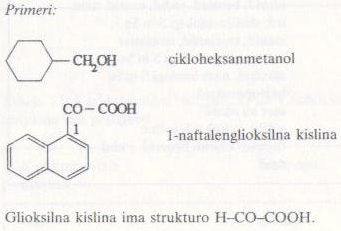 Primeri:
CH2OH
cikloheksanmetanol
CO–COOH
1
1-naftalenglioksilna kislina
Glioksilna kislina ima strukturo H–CO–COOH.